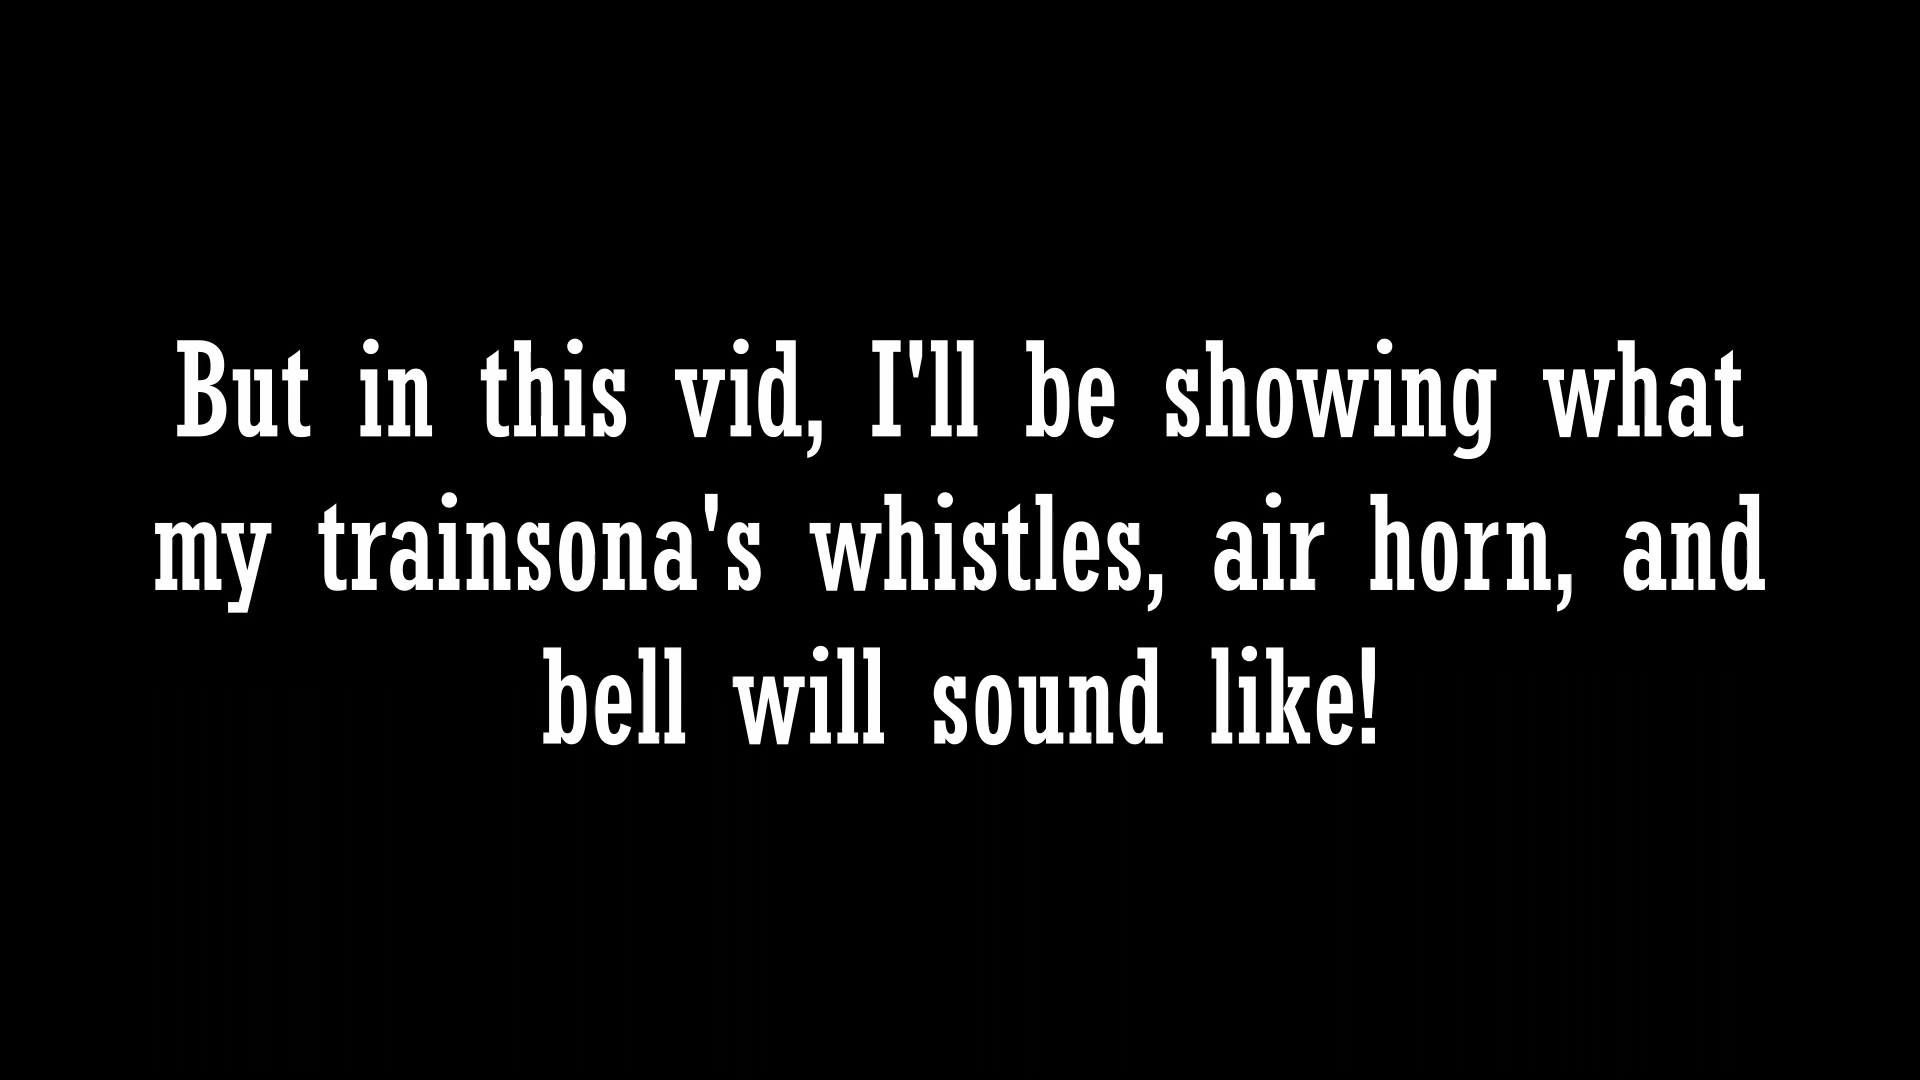 But in this vid, I'll be showing what
my trainsona's whistles, air horn, and
bell will sound like!